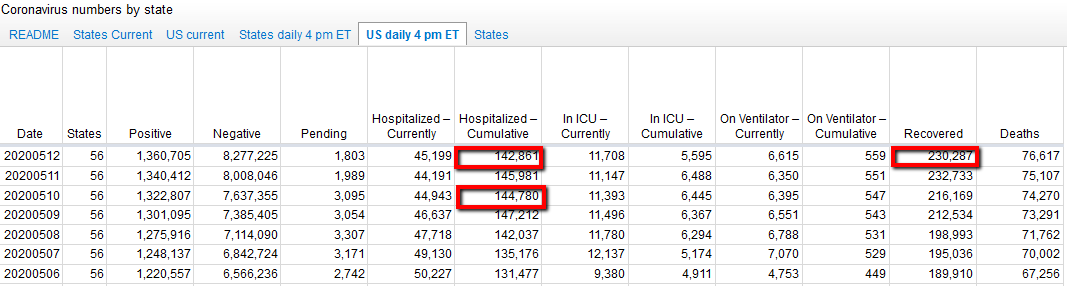 Coronavirus numbers by state
README States Current US current States daily 4 pm ET US daily 4 pm ET States
Hospitalized – Hospitalized – In ICU – In ICU – On Ventilator – On Ventilator –
Date States Positive Negative Pending Currently Cumulative Currently Cumulative Currently Cumulative Recovered Deaths
20200512 56 1,360,705 8,277,225 1,803 45,199 142,861 11,708 5,595 6,615 559 230,287 76,617
20200511 56 1,340,412 8,008,046 1,989 44,191 145,981 11,147 6,488 6,350 551 232,733 75,107
20200510 56 1,322,807 7,637,355 3,095 44,943 144,780 11,393 6,445 6,395 547 216,169 74,270
20200509 56 1,301,095 7,385,405 3,054 46,637 147,212 11,496 6,367 6,551 543 212,534 73,291
20200508 56 1,275,916 7,114,090 3,307 47,718 142,037 11,780 6,294 6,788 531 198,993 71,762
20200507 56 1,248,137 6,842,724 3,171 49,130 135,176 12,137 5,174 7,070 529 195,036 70,002
20200506 56 1,220,557 6,566,236 2,742 50,227 131,477 9,380 4,911 4,753 449 189,910 67,256